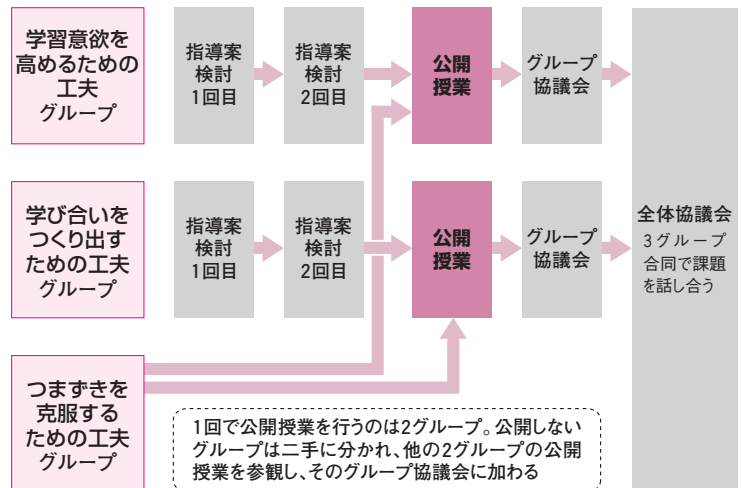 学習意欲を
高めるための
工夫
グループ
指導案
検討
1回目
指導案
検討
2回目
公開
授業
グループ
協議会
学び合いを
つくり出す
ための工夫
グループ
指導案
検討
1回目
指導案
検討
2回目
公開
授業
グループ
協議会
全体協議会
3グループ
合同で課題
を話し合う
つまずきを
克服する
ための工夫
グループ
1回で公開授業を行うのは2グループ。公開しない
グループは二手に分かれ、他の2グループの公開
授業を参観し、そのグループ協議会に加わる